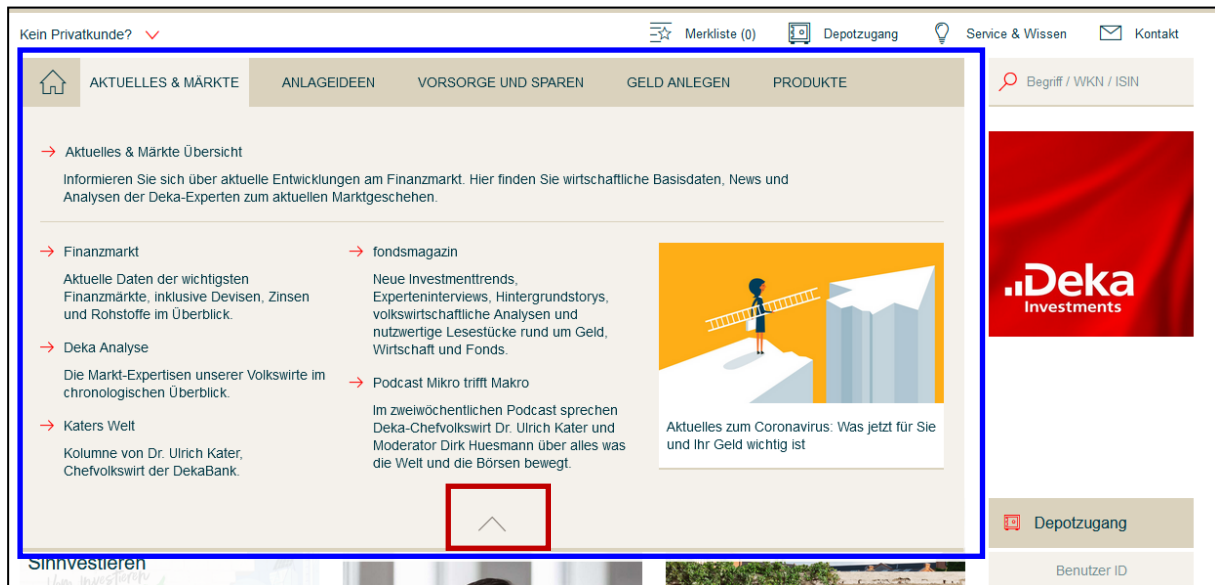 Kein Privatkunde?
Merkliste (0)
Depotzugang
Service & Wissen
Kontakt
AKTUELLES & MÄRKTE
ANLAGEIDEEN
VORSORGE UND SPAREN
GELD ANLEGEN
PRODUKTE
Begriff / WKN / ISIN
Aktuelles & Märkte Übersicht
Informieren Sie sich über aktuelle Entwicklungen am Finanzmarkt. Hier finden Sie wirtschaftliche Basisdaten, News und
Analysen der Deka-Experten zum aktuellen Marktgeschehen.
Finanzmarkt
Aktuelle Daten der wichtigsten
Finanzmärkte, inklusive Devisen, Zinsen
und Rohstoffe im Überblick.
Deka Analyse
Die Markt-Expertisen unserer Volkswirte im
chronologischen Überblick.
Katers Welt
Kolumne von Dr. Ulrich Kater,
Chefvolkswirt der DekaBank.
fondsmagazin
Neue Investmenttrends,
Experteninterviews, Hintergrundstorys,
volkswirtschaftliche Analysen und
nutzwertige Lesestücke rund um Geld,
Wirtschaft und Fonds.
Podcast Mikro trifft Makro
Im zweiwöchentlichen Podcast sprechen
Deka-Chefvolkswirt Dr. Ulrich Kater und
Moderator Dirk Huesmann über alles was
die Welt und die Börsen bewegt.
Aktuelles zum Coronavirus: Was jetzt für Sie
und Ihr Geld wichtig ist
Deka
Investments
Depotzugang
Benutzer ID
Sinnvestieren